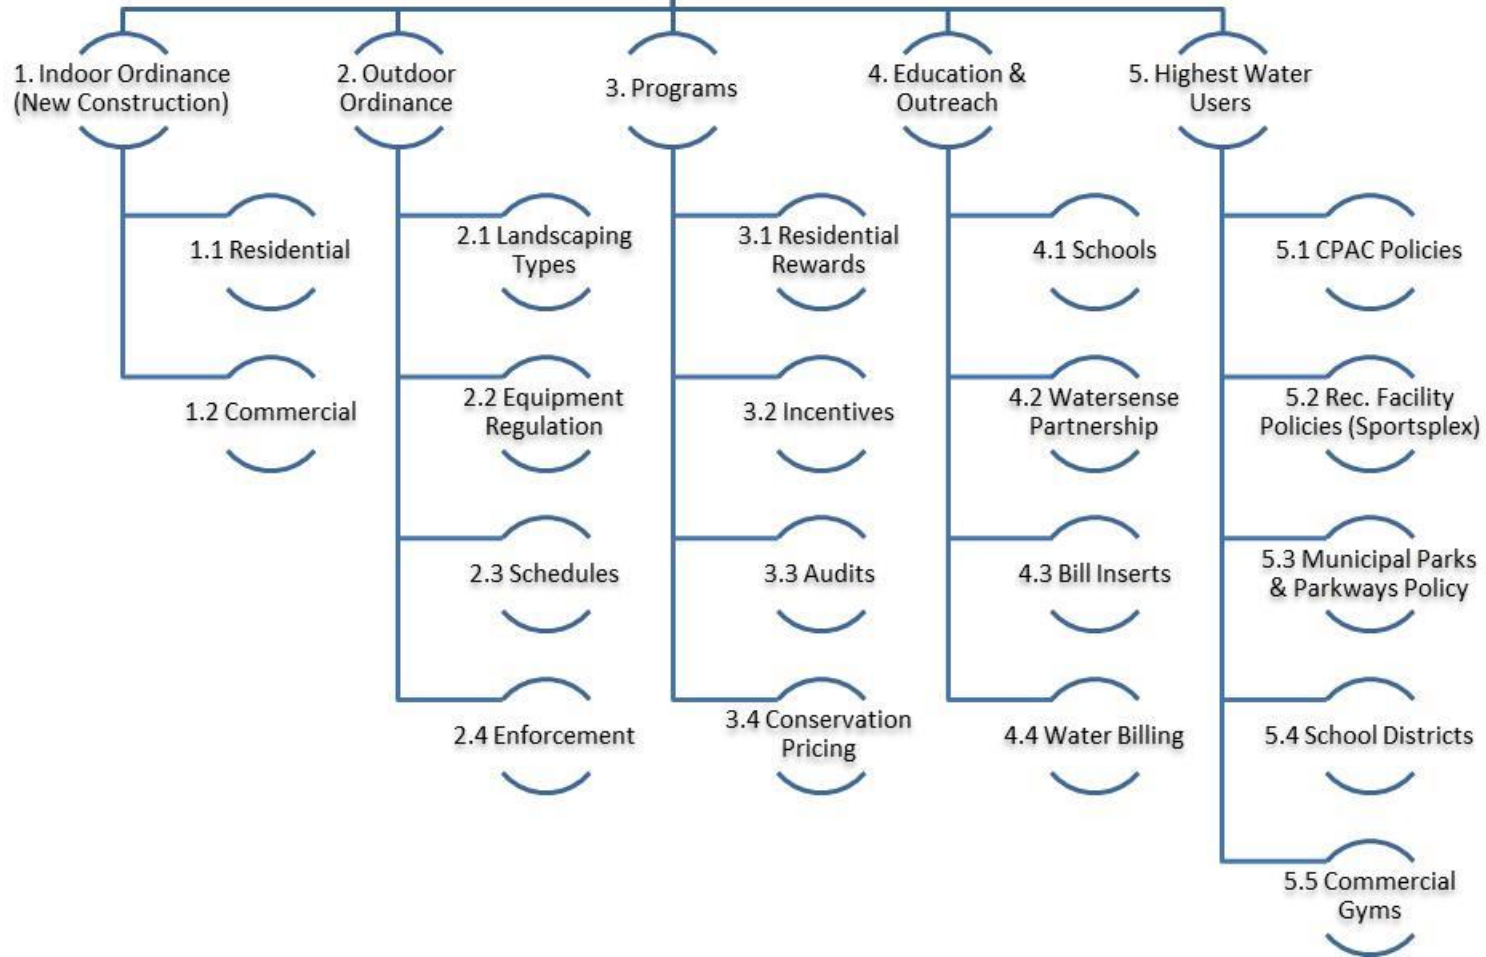 1. Indoor Ordinance
(New Construction)
1.1 Residential
1.2 Commercial
2. Outdoor
Ordinance
2.1 Landscaping
Types
2.2 Equipment
Regulation
2.3 Schedules
2.4 Enforcement
3. Programs
3.1 Residential
Rewards
3.2 Incentives
3.3 Audits
3.4 Conservation
Pricing
4. Education &
Outreach
4.1 Schools
4.2 Watersense
Partnership
4.3 Bill Inserts
4.4 Water Billing
5. Highest Water
Users
5.1 CPAC Policies
5.2 Rec. Facility
Policies (Sportsplex)
5.3 Municipal Parks
& Parkways Policy
5.4 School Districts
5.5 Commercial
Gyms